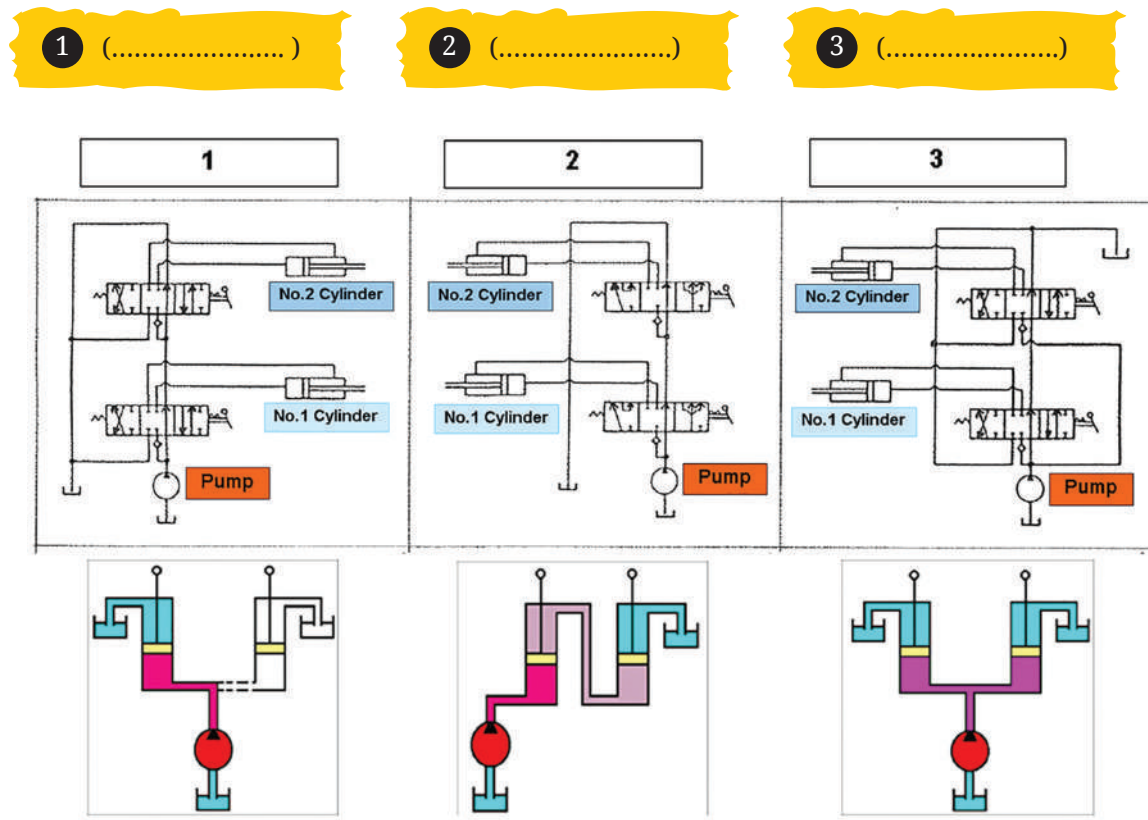 1 (....................... )
2 (.......................)
3 (.......................)
1
2
3
No.2 Cylinder
No.1 Cylinder
Pump
No.2 Cylinder
No.1 Cylinder
Pump
No.2 Cylinder
No.1 Cylinder
Pump